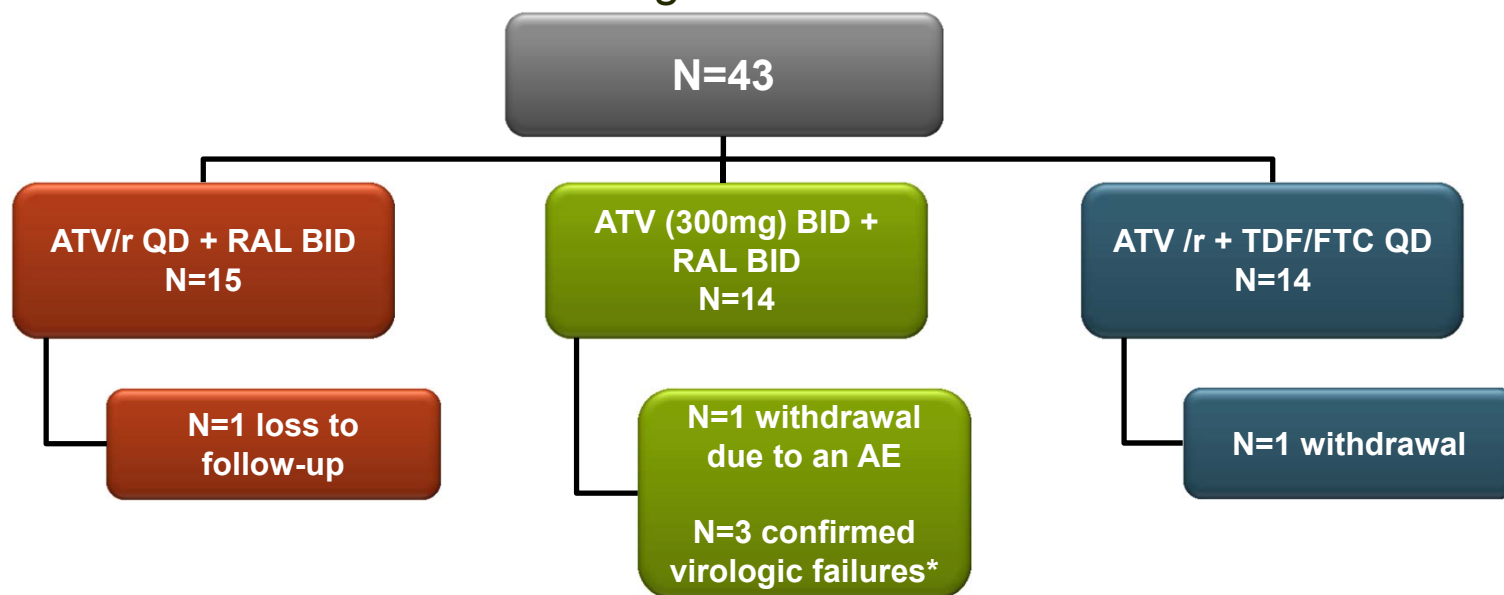 N=43
ATV/r QD + RAL BID
N=15
ATV (300mg) BID +
RAL BID
N=14
ATV /r + TDF/FTC QD
N=14
N=1 loss to
follow-up
N=1 withdrawal
due to an AE
N=3 confirmed
virologic failures*
N=1 withdrawal